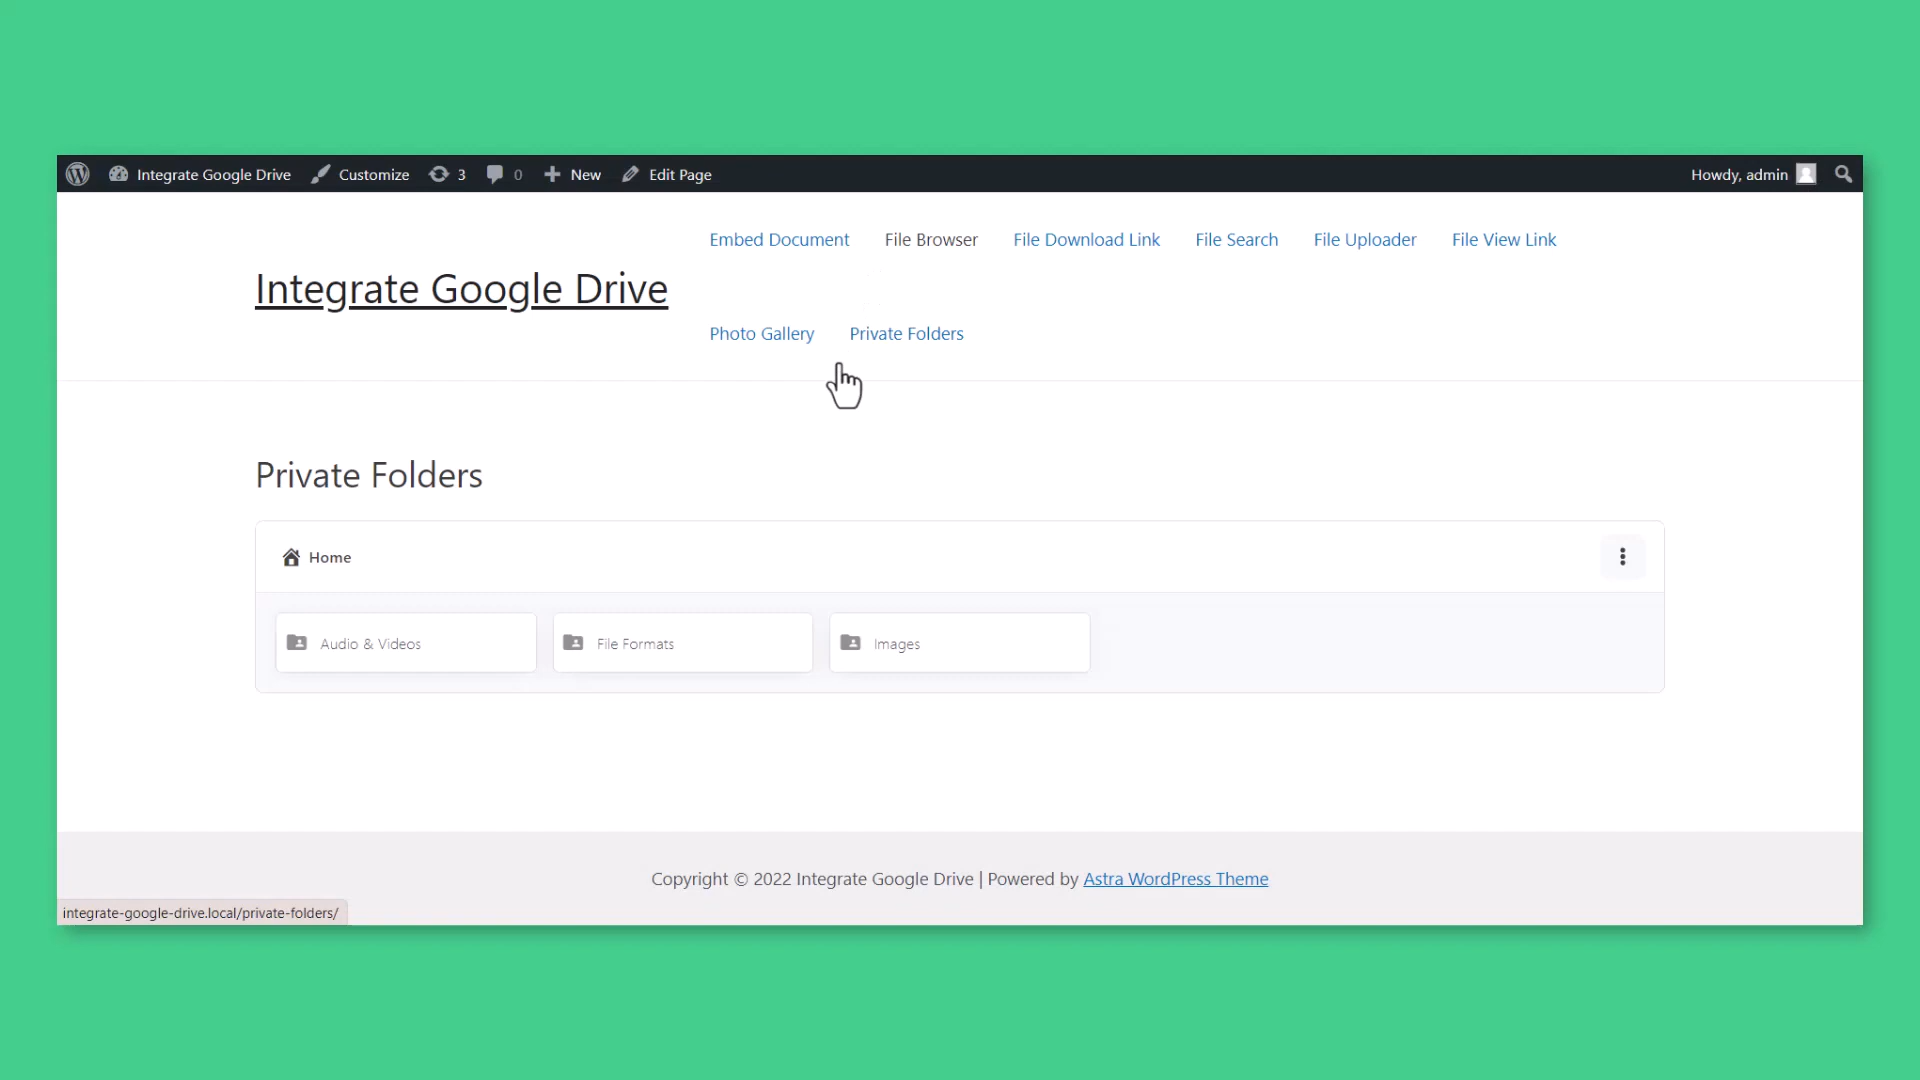 Integrate Google Drive Customize 3 0 New Edit Page Howdy, admin
Embed Document File Browser File Download Link File Search File Uploader File View Link
Integrate Google Drive
Photo Gallery Private Folders
Private Folders
Home
Audio & Videos File Formats Images
Copyright © 2022 Integrate Google Drive | Powered by Astra WordPress Theme
integrate-google-drive.local/private-folders/